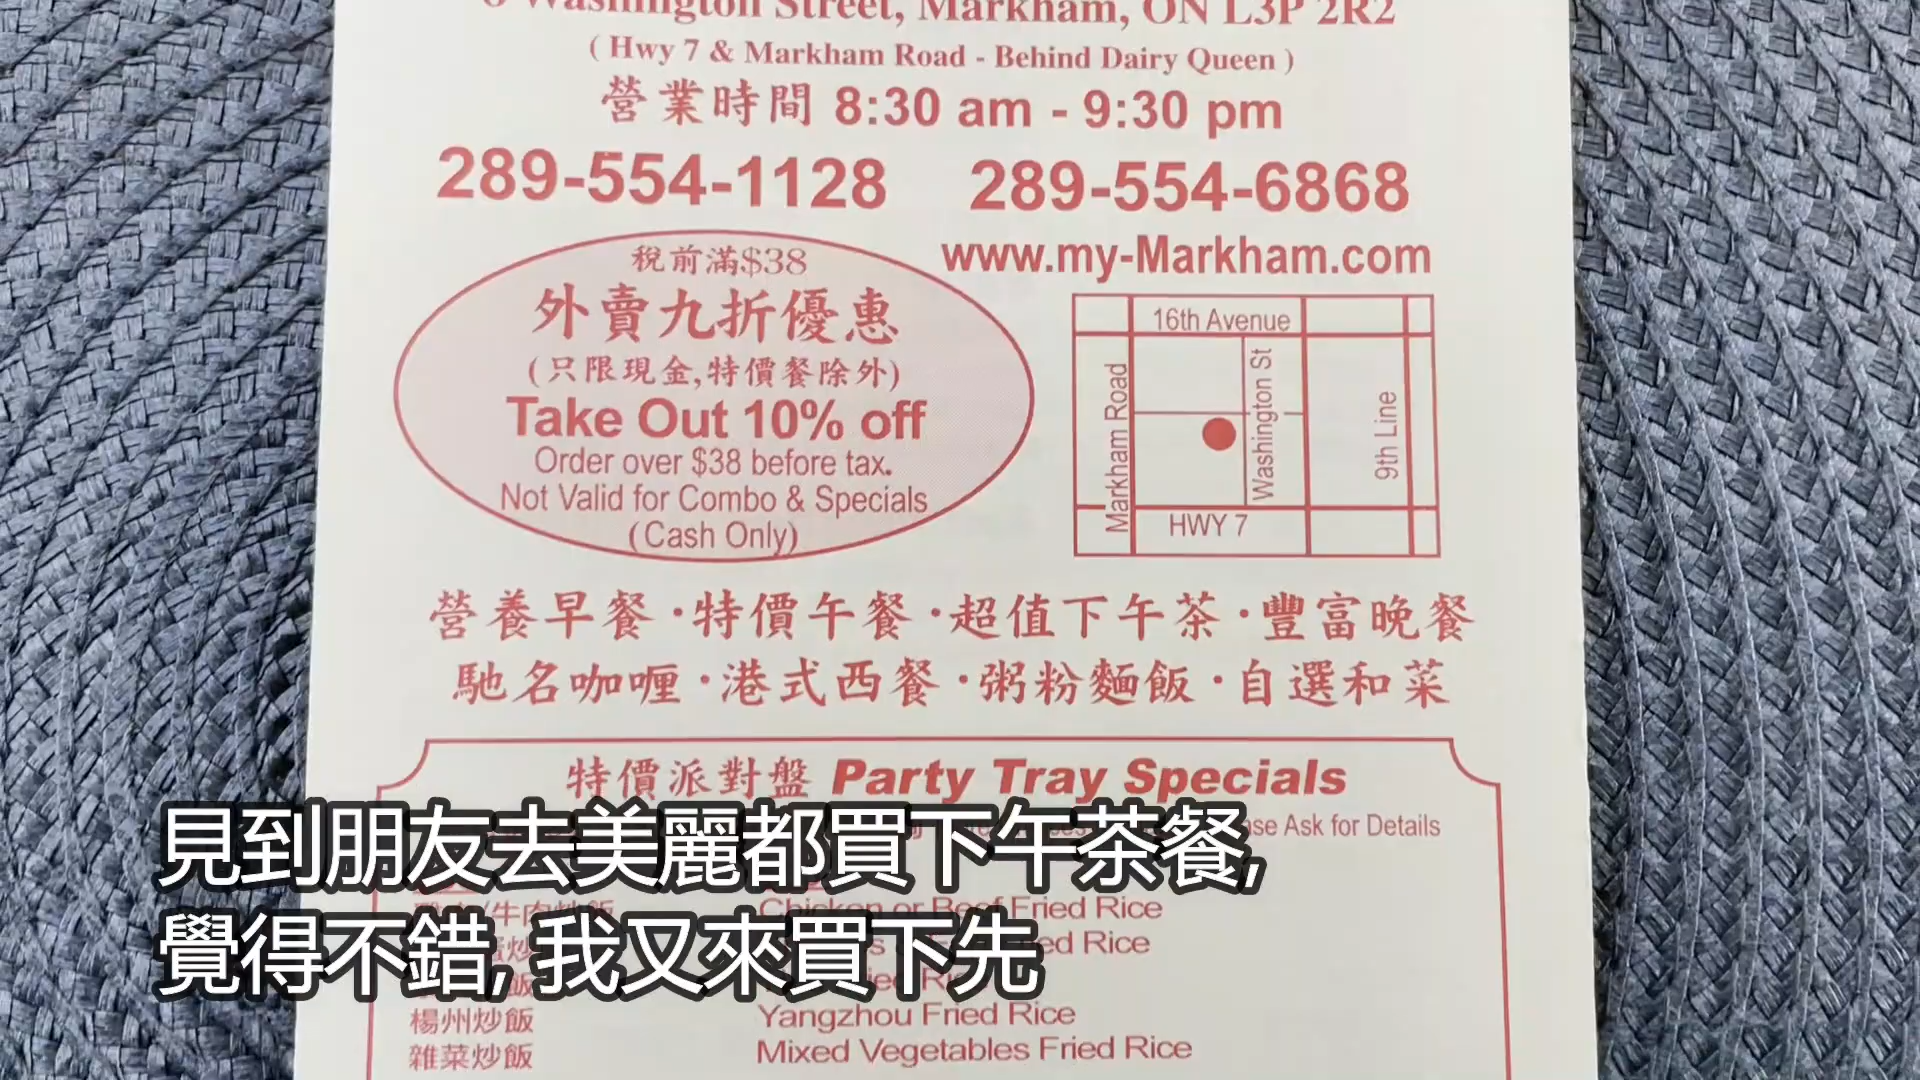 Washington Street, Markham, ON L3P 2R2
( Hwy 7 & Markham Road - Behind Dairy Queen )
營業時間 8:30 am - 9:30 pm
289-554-1128 289-554-6868
www.my-Markham.com
稅前滿$38
外賣九折優惠
(只限現金,特價餐除外)
Take Out 10% off
Order over $38 before tax.
Not Valid for Combo & Specials
(Cash Only)
16th Avenue
Markham Road
Washington St
9th Line
HWY 7
營養早餐·特價午餐·超值下午茶·豐富晚餐
馳名咖喱·港式西餐·粥粉麵飯·自選和菜
特價派對盤 Party Tray Specials
Ask for Details
見到朋友去美麗都買下午茶餐,
覺得不錯, 我又來買下先
牛肉炒飯 Chicken or Beef Fried Rice
Rice
楊州炒飯 Yangzhou Fried Rice
雜菜炒飯 Mixed Vegetables Fried Rice